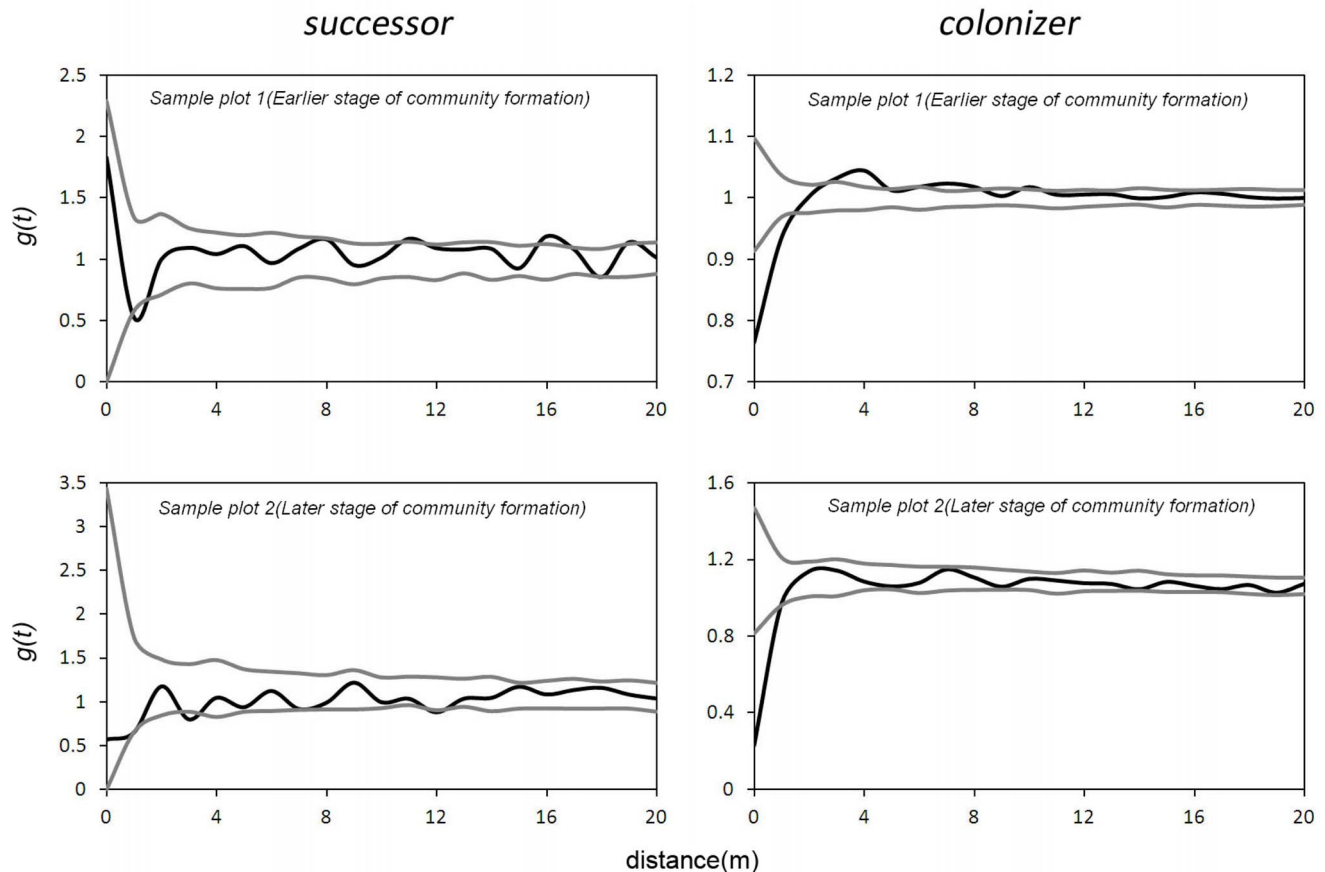 successor
colonizer
g(t)
2.5
2
1.5
1
0.5
0
Sample plot 1(Earlier stage of community formation)
0 4 8 12 16 20
1.2
1.1
1
0.9
0.8
0.7
Sample plot 1(Earlier stage of community formation)
0 4 8 12 16 20
g(t)
3.5
3
2.5
2
1.5
1
0.5
0
Sample plot 2(Later stage of community formation)
0 4 8 12 16 20
1.6
1.2
0.8
0.4
0
Sample plot 2(Later stage of community formation)
0 4 8 12 16 20
distance(m)